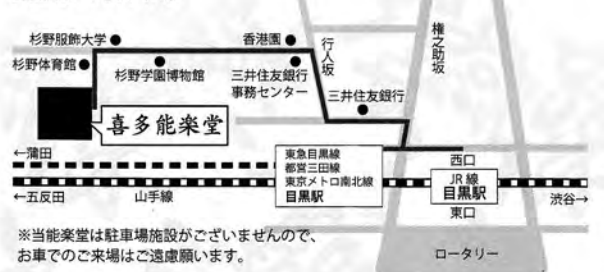 杉野服飾大学●
香港園●
杉野体育館●
杉野学園博物館
三井住友銀行
事務センター
行人坂
権之助坂
三井住友銀行
喜多能楽堂
←蒲田
東急目黒線
都営三田線
東京メトロ南北線
目黒駅
西口
JR線
目黒駅
東口
←五反田
山手線
渋谷→
※当能楽堂は駐車場施設がございませんので、
お車でのご来場はご遠慮願います。
ロータリー